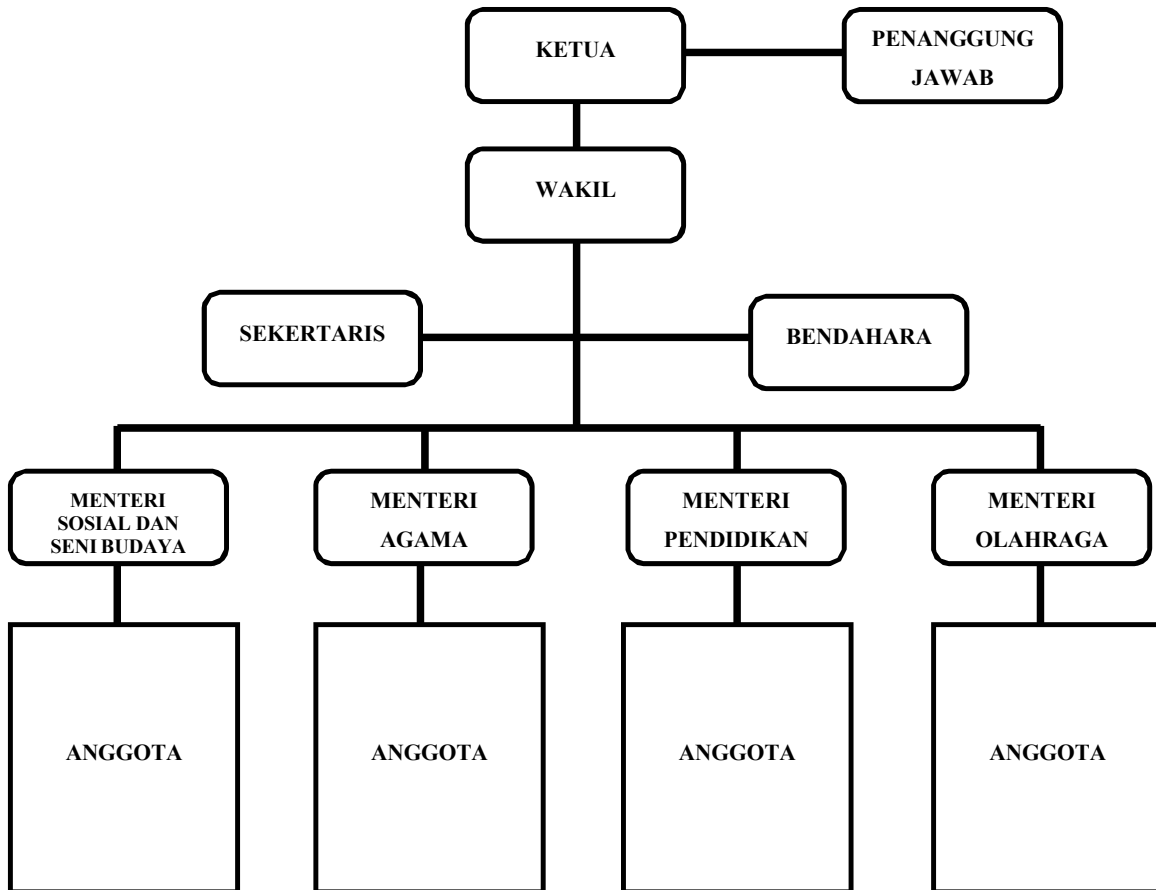 KETUA
PENANGGUNG
JAWAB
WAKIL
SEKERTARIS
BENDAHARA
MENTERI
SOSIAL DAN
SENI BUDAYA
MENTERI
AGAMA
MENTERI
PENDIDIKAN
MENTERI
OLAHRAGA
ANGGOTA
ANGGOTA
ANGGOTA
ANGGOTA